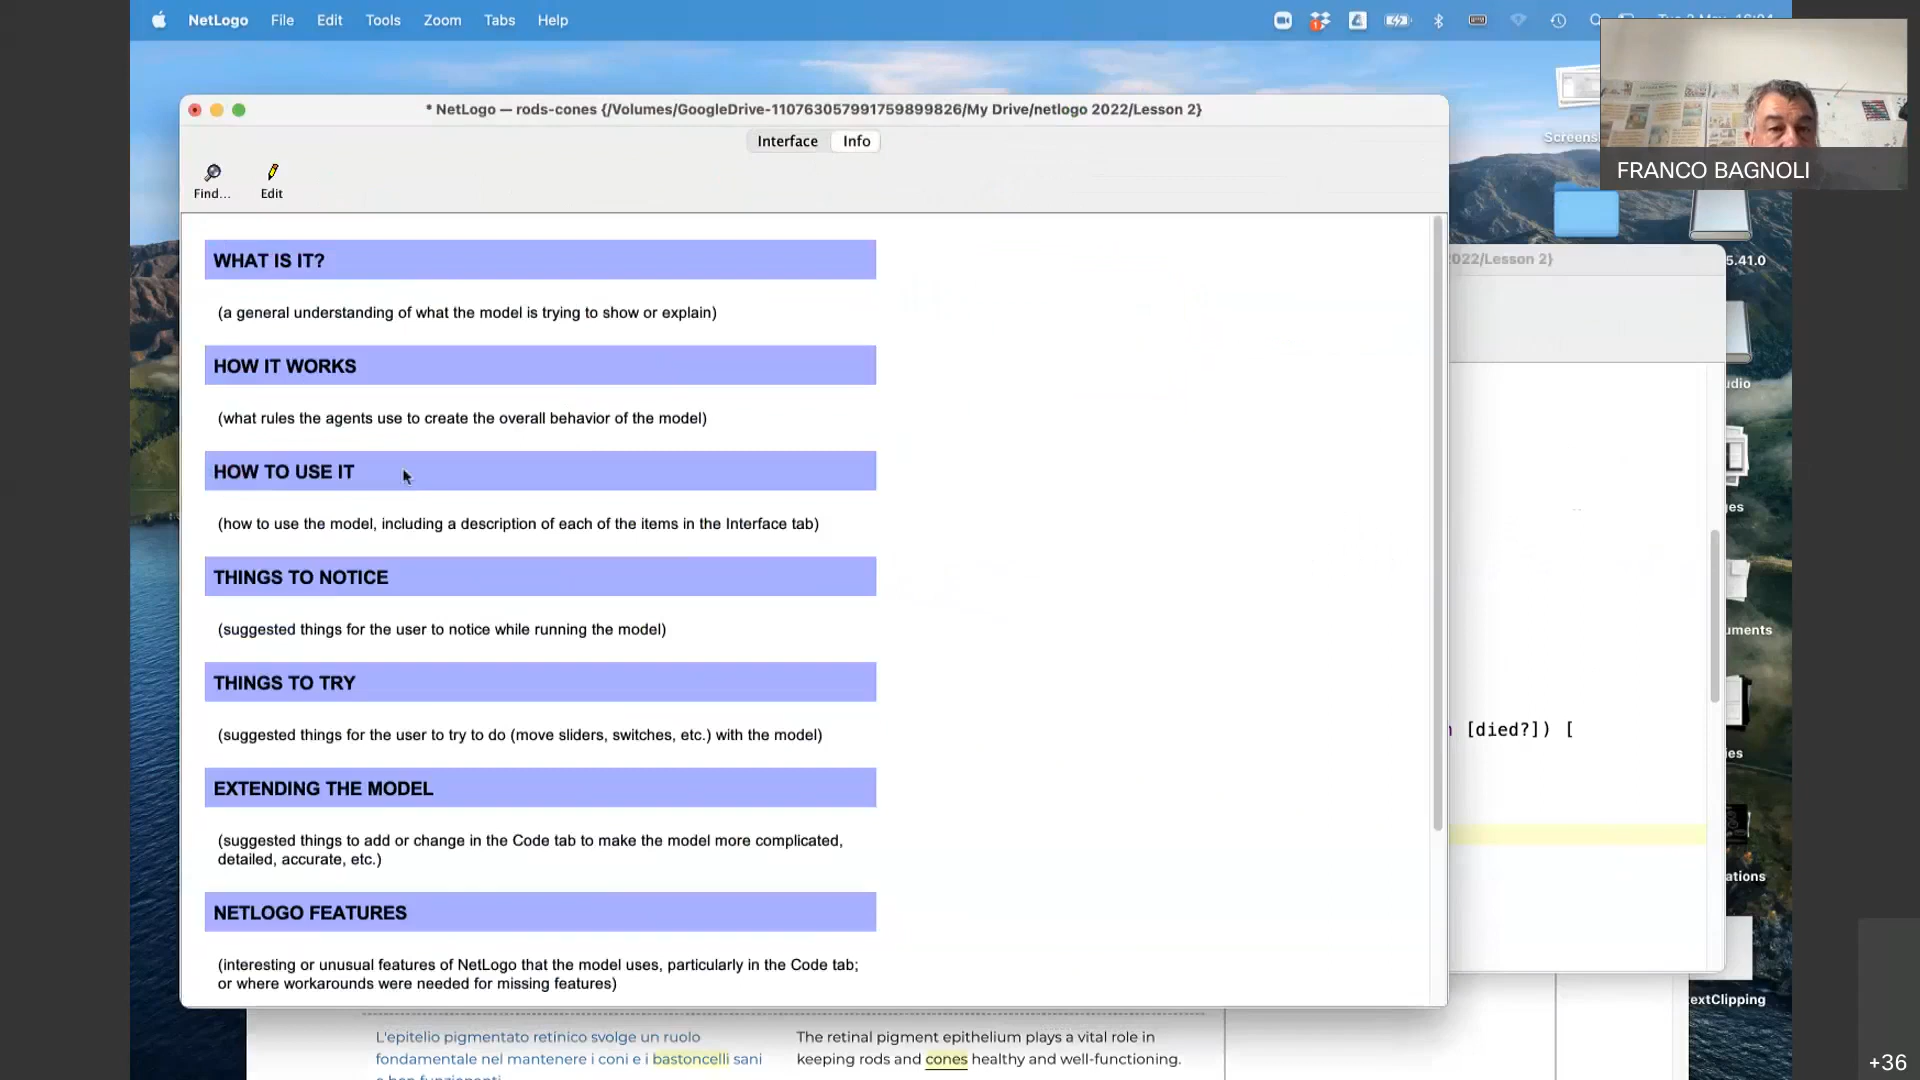 NetLogo File Edit Tools Zoom Tabs Help
* NetLogo — rods-cones {/Volumes/GoogleDrive-110763057991759899826/My Drive/netlogo 2022/Lesson 2}
Interface Info
Find... Edit
WHAT IS IT?
(a general understanding of what the model is trying to show or explain)
HOW IT WORKS
(what rules the agents use to create the overall behavior of the model)
HOW TO USE IT
(how to use the model, including a description of each of the items in the Interface tab)
THINGS TO NOTICE
(suggested things for the user to notice while running the model)
THINGS TO TRY
(suggested things for the user to try to do (move sliders, switches, etc.) with the model)
EXTENDING THE MODEL
(suggested things to add or change in the Code tab to make the model more complicated,
detailed, accurate, etc.)
NETLOGO FEATURES
(interesting or unusual features of NetLogo that the model uses, particularly in the Code tab;
or where workarounds were needed for missing features)
L'epitelio pigmentato retinico svolge un ruolo
fondamentale nel mantenere i coni e i bastoncelli sani
The retinal pigment epithelium plays a vital role in
keeping rods and cones healthy and well-functioning.
FRANCO BAGNOLI
Screens
2022/Lesson 2}
5.41.0
[died?]) [
extClipping
+36